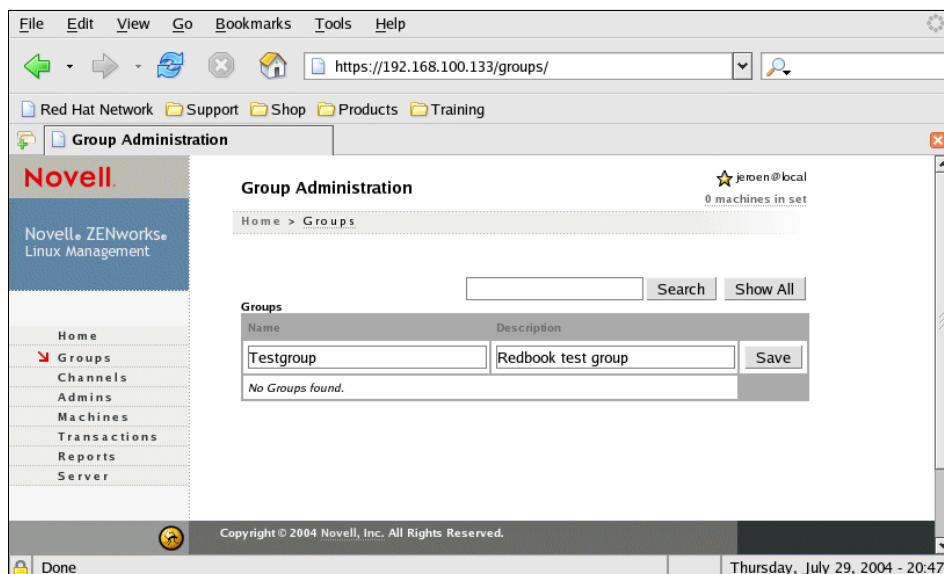 File Edit View Go Bookmarks Tools Help
https://192.168.100.133/groups/
Red Hat Network Support Shop Products Training
Group Administration
Novell.
Novell® ZENworks®
Linux Management
Home
Groups
Channels
Admins
Machines
Transactions
Reports
Server
Group Administration
jeroen@local
0 machines in set
Home > Groups
Search Show All
Groups
Name Description
Testgroup Redbook test group Save
No Groups found.
Copyright © 2004 Novell, Inc. All Rights Reserved.
Done Thursday, July 29, 2004 - 20:47